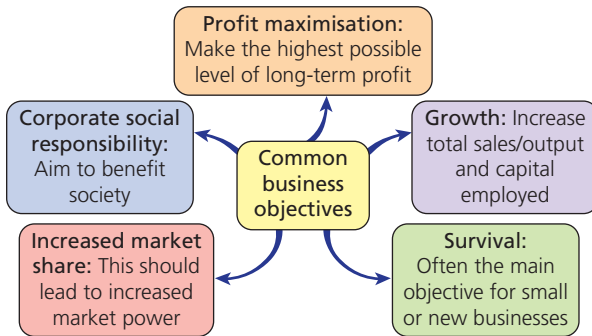 Profit maximisation:
Make the highest possible
level of long-term profit
Corporate social
responsibility:
Aim to benefit
society
Common
business
objectives
Growth: Increase
total sales/output
and capital
employed
Increased market
share: This should
lead to increased
market power
Survival:
Often the main
objective for small
or new businesses